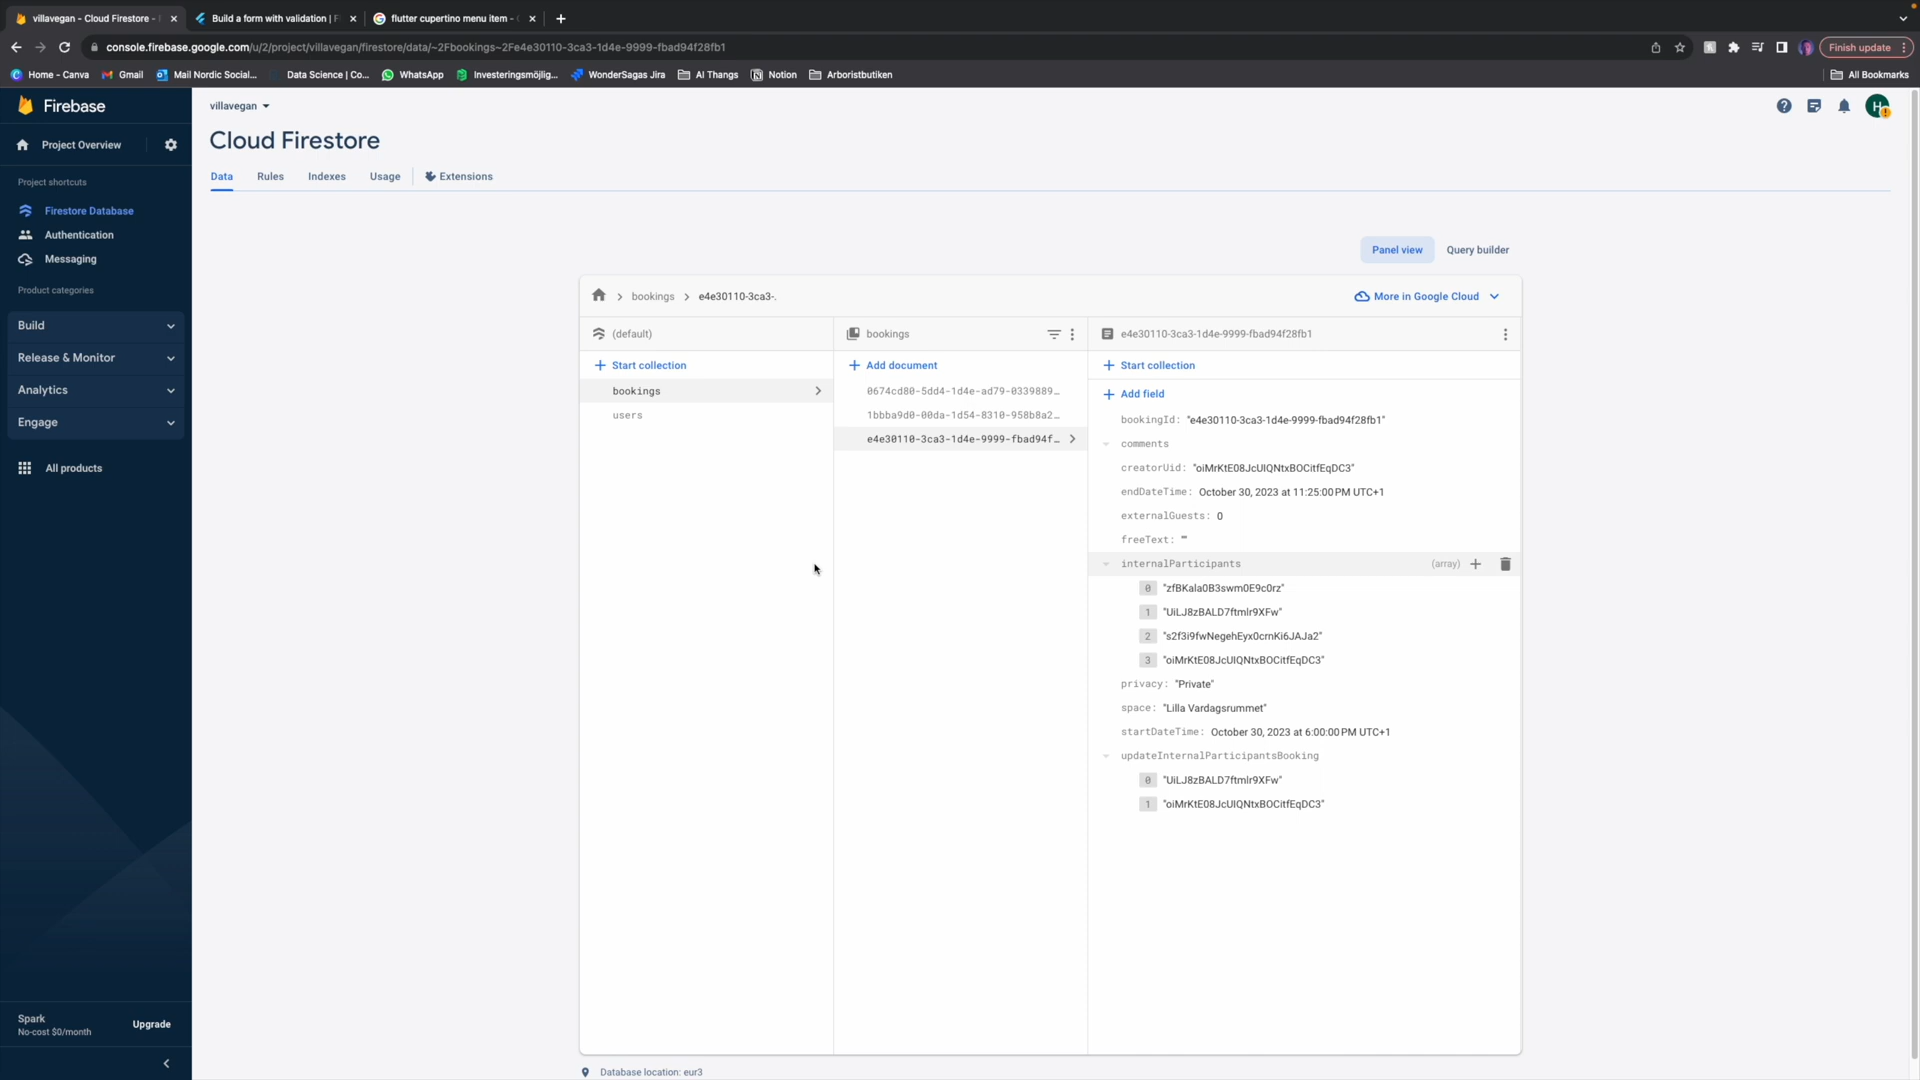 villavegan - Cloud Firestore -
Build a form with validation | F
flutter cupertino menu item -
console.firebase.google.com/u/2/project/villavegan/firestore/data/~2Fbookings~2Fe4e30110-3ca3-1d4e-9999-fbad94f28fb1
Finish update
Home - Canva
Gmail
Mail Nordic Social...
Data Science | Co...
WhatsApp
Investeringsmöjlig...
WonderSagas Jira
AI Thangs
Notion
Arboristbutiken
All Bookmarks
Firebase
villavegan
H
Cloud Firestore
Project Overview
Data
Rules
Indexes
Usage
Extensions
Project shortcuts
Firestore Database
Authentication
Messaging
Product categories
Build
Release & Monitor
Analytics
Engage
All products
Spark
No-cost $0/month
Upgrade
Panel view
Query builder
bookings
e4e30110-3ca3-.
More in Google Cloud
(default)
Start collection
bookings
users
bookings
Add document
0674cd80-5dd4-1d4e-ad79-0339889…
1bbba9d0-00da-1d54-8310-958b8a2…
e4e30110-3ca3-1d4e-9999-fbad94f…
e4e30110-3ca3-1d4e-9999-fbad94f28fb1
Start collection
Add field
bookingId: "e4e30110-3ca3-1d4e-9999-fbad94f28fb1"
comments
creatorUid: "oiMrKtE08JcUIQNtxBOCitfEqDC3"
endDateTime: October 30, 2023 at 11:25:00 PM UTC+1
externalGuests: 0
freeText: ""
internalParticipants (array)
0 "zfBKala0B3swm0E9c0rz"
1 "UiLJ8zBALD7ftmlr9XFw"
2 "s2f3i9fwNegehEyx0crnKi6JAJa2"
3 "oiMrKtE08JcUIQNtxBOCitfEqDC3"
privacy: "Private"
space: "Lilla Vardagsrummet"
startDateTime: October 30, 2023 at 6:00:00 PM UTC+1
updateInternalParticipantsBooking
0 "UiLJ8zBALD7ftmlr9XFw"
1 "oiMrKtE08JcUIQNtxBOCitfEqDC3"
Database location: eur3